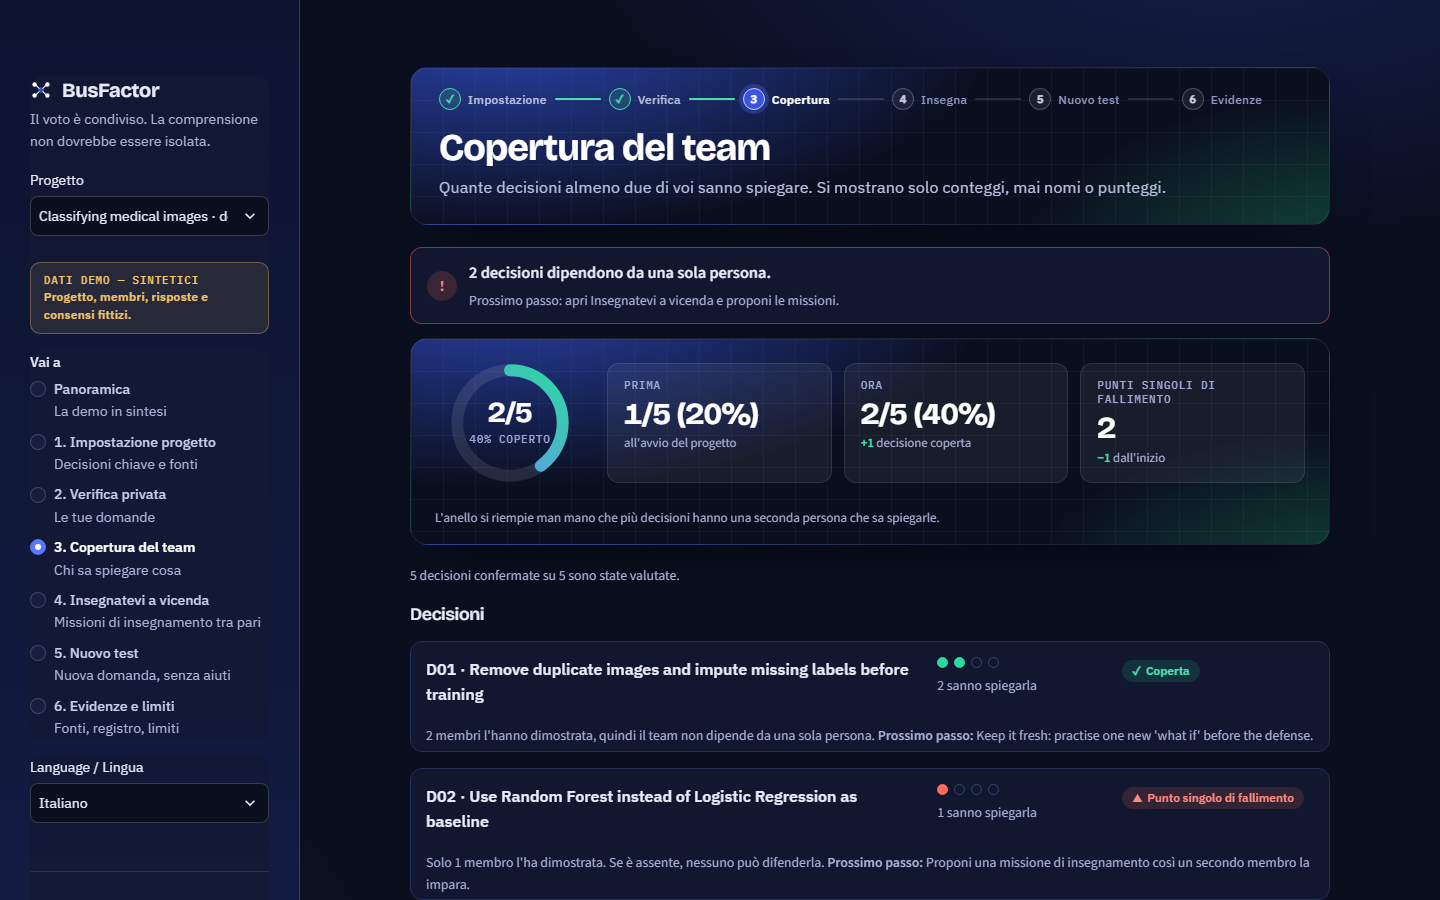 BusFactor
Il voto è condiviso. La comprensione
non dovrebbe essere isolata.
Progetto
Classifying medical images · d
DATI DEMO — SINTETICI
Progetto, membri, risposte e
consensi fittizi.
Vai a
Panoramica
La demo in sintesi
1. Impostazione progetto
Decisioni chiave e fonti
2. Verifica privata
Le tue domande
3. Copertura del team
Chi sa spiegare cosa
4. Insegnatevi a vicenda
Missioni di insegnamento tra pari
5. Nuovo test
Nuova domanda, senza aiuti
6. Evidenze e limiti
Fonti, registro, limiti
Language / Lingua
Italiano
✓ Impostazione ✓ Verifica 3 Copertura 4 Insegna 5 Nuovo test 6 Evidenze
Copertura del team
Quante decisioni almeno due di voi sanno spiegare. Si mostrano solo conteggi, mai nomi o punteggi.
! 2 decisioni dipendono da una sola persona.
Prossimo passo: apri Insegnatevi a vicenda e proponi le missioni.
2/5
40% COPERTO
PRIMA
1/5 (20%)
all'avvio del progetto
ORA
2/5 (40%)
+1 decisione coperta
PUNTI SINGOLI DI
FALLIMENTO
2
−1 dall'inizio
L'anello si riempie man mano che più decisioni hanno una seconda persona che sa spiegarle.
5 decisioni confermate su 5 sono state valutate.
Decisioni
D01 · Remove duplicate images and impute missing labels before
training
2 sanno spiegarla
✓ Coperta
2 membri l'hanno dimostrata, quindi il team non dipende da una sola persona. Prossimo passo: Keep it fresh: practise one new 'what if' before the defense.
D02 · Use Random Forest instead of Logistic Regression as
baseline
1 sanno spiegarla
▲ Punto singolo di fallimento
Solo 1 membro l'ha dimostrata. Se è assente, nessuno può difenderla. Prossimo passo: Proponi una missione di insegnamento così un secondo membro la
impara.